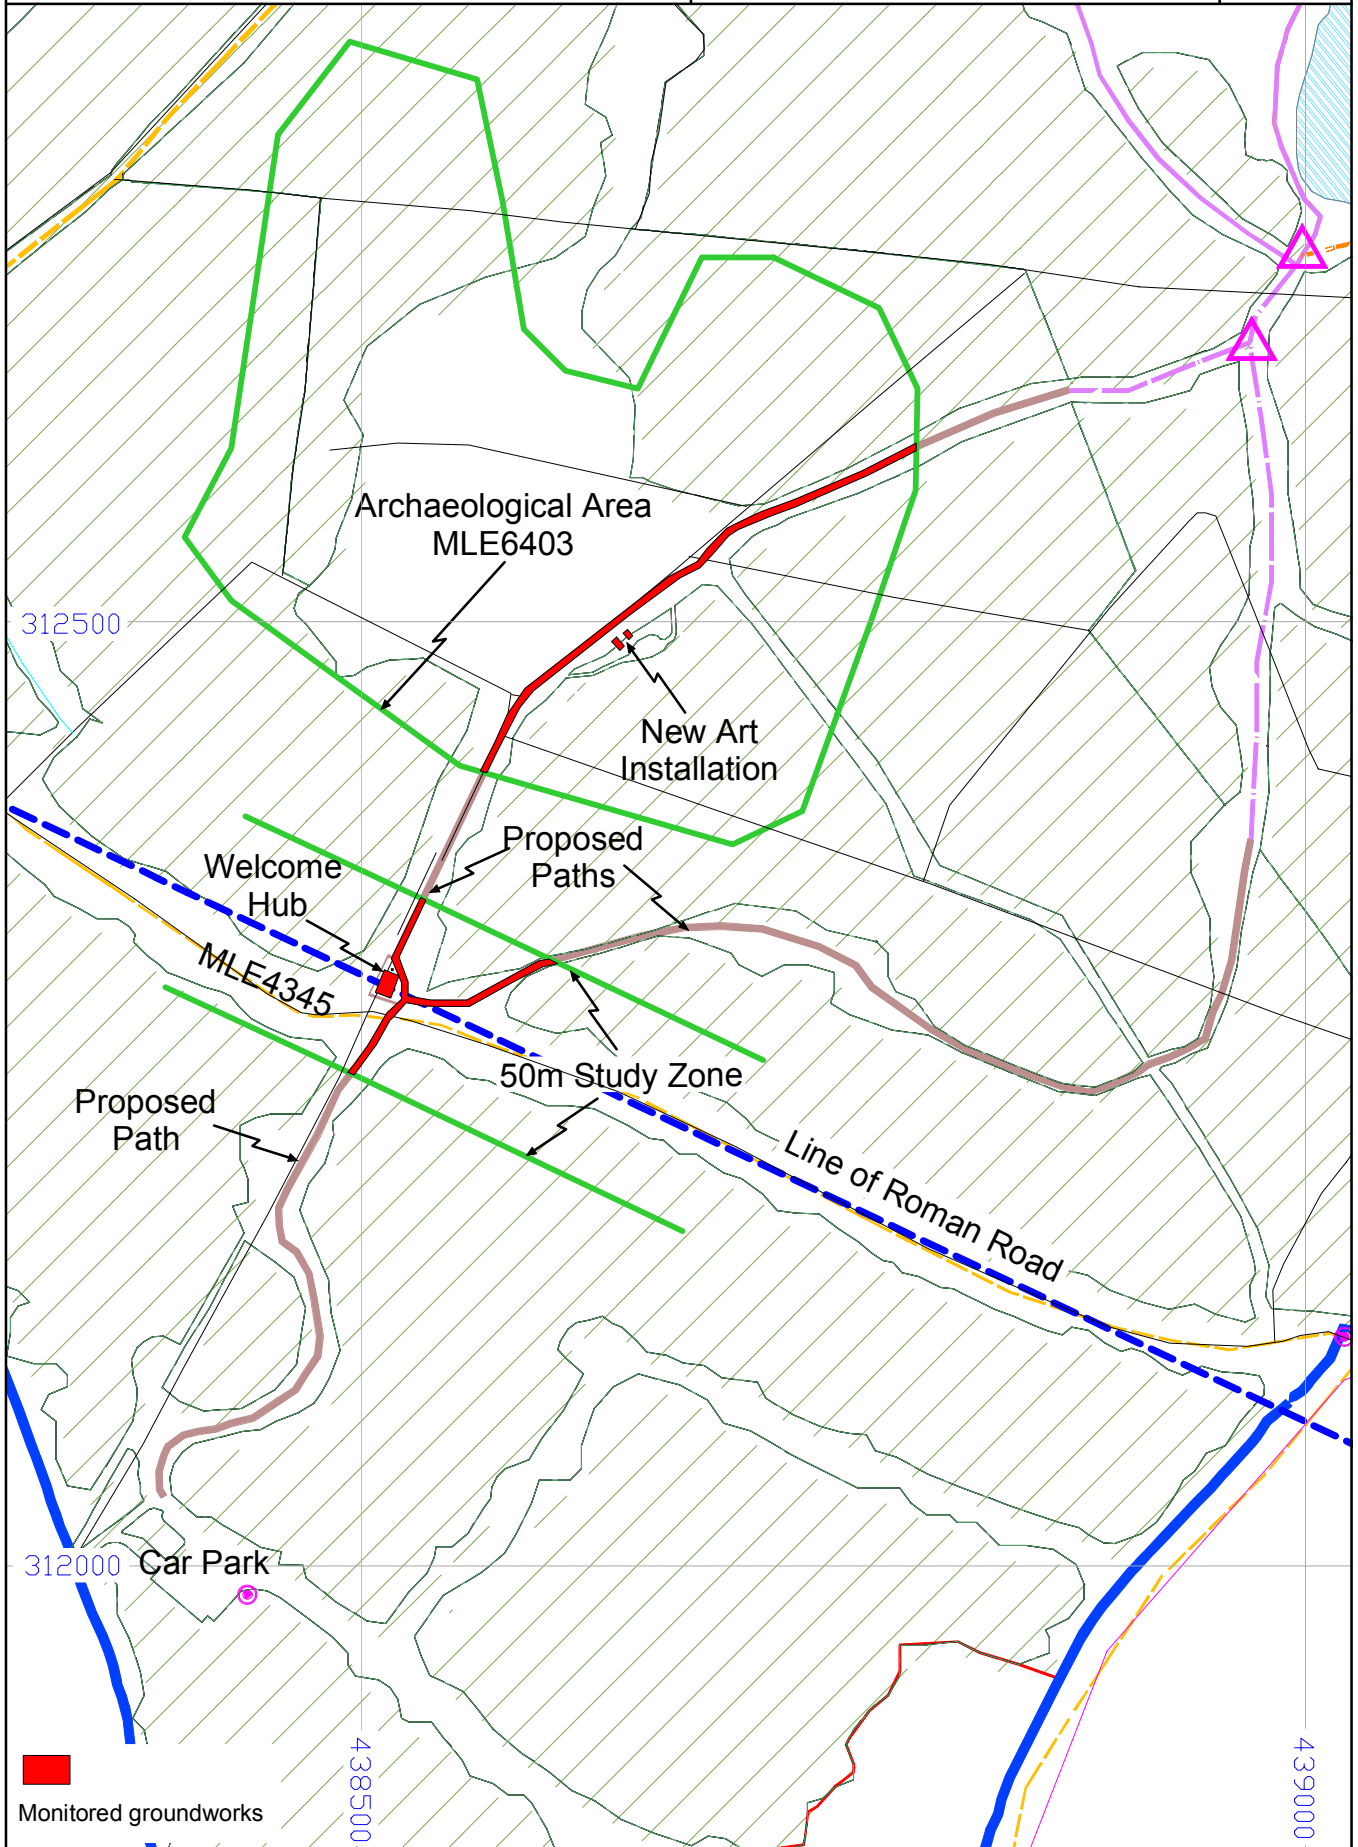 Archaeological Area
MLE6403
312500
New Art
Installation
Proposed
Paths
Welcome
Hub
MLE4345
50m Study Zone
Proposed
Path
Line of Roman Road
312000
Car Park
438500
439000
Monitored groundworks